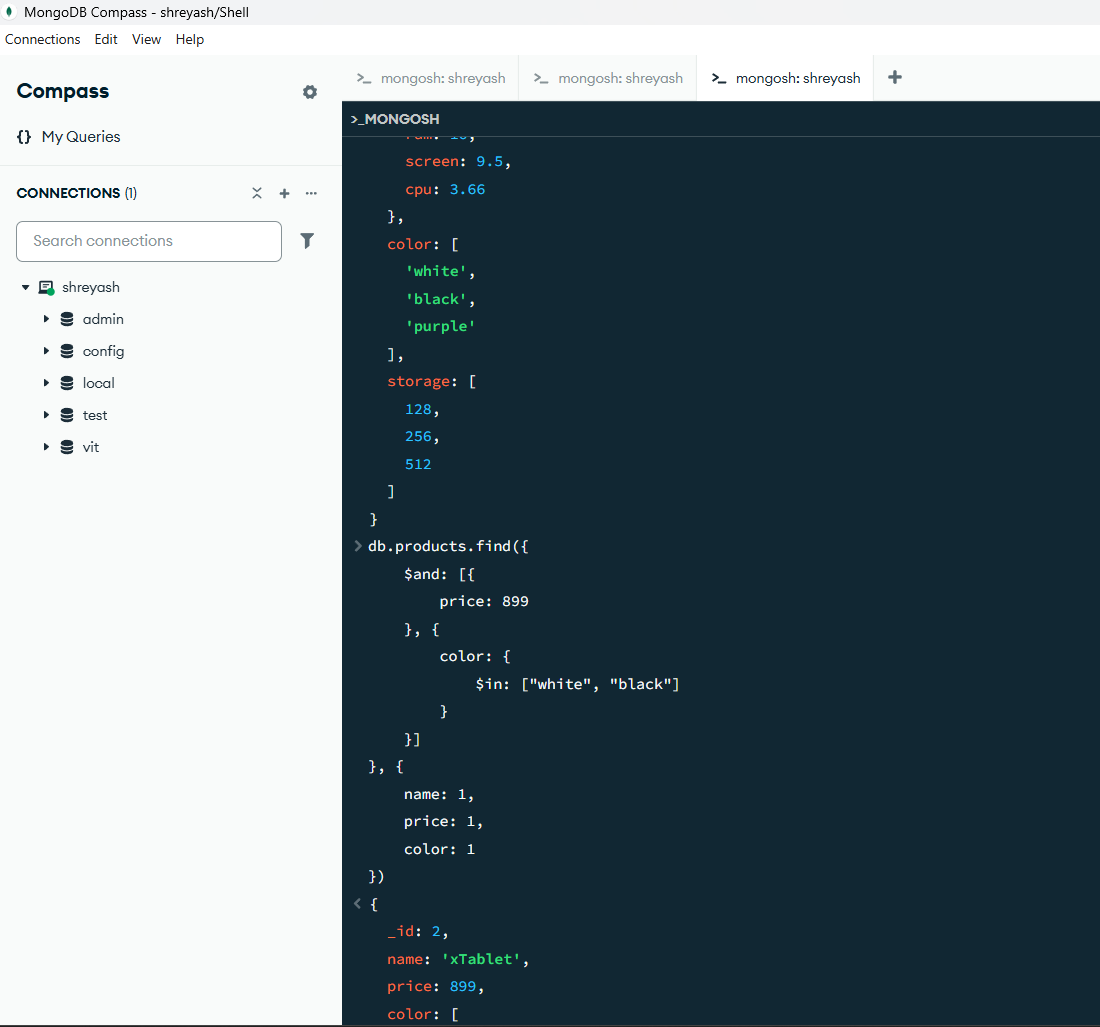 MongoDB Compass - shreyash/Shell
Connections Edit View Help
Compass
{} My Queries
CONNECTIONS (1)
Search connections
shreyash
admin
config
local
test
vit
>_ mongosh: shreyash
>_ mongosh: shreyash
>_ mongosh: shreyash
>_MONGOSH
screen: 9.5,
cpu: 3.66
},
color: [
'white',
'black',
'purple'
],
storage: [
128,
256,
512
]
}
> db.products.find({
$and: [{
price: 899
}, {
color: {
$in: ["white", "black"]
}
}]
}, {
name: 1,
price: 1,
color: 1
})
< {
_id: 2,
name: 'xTablet',
price: 899,
color: [